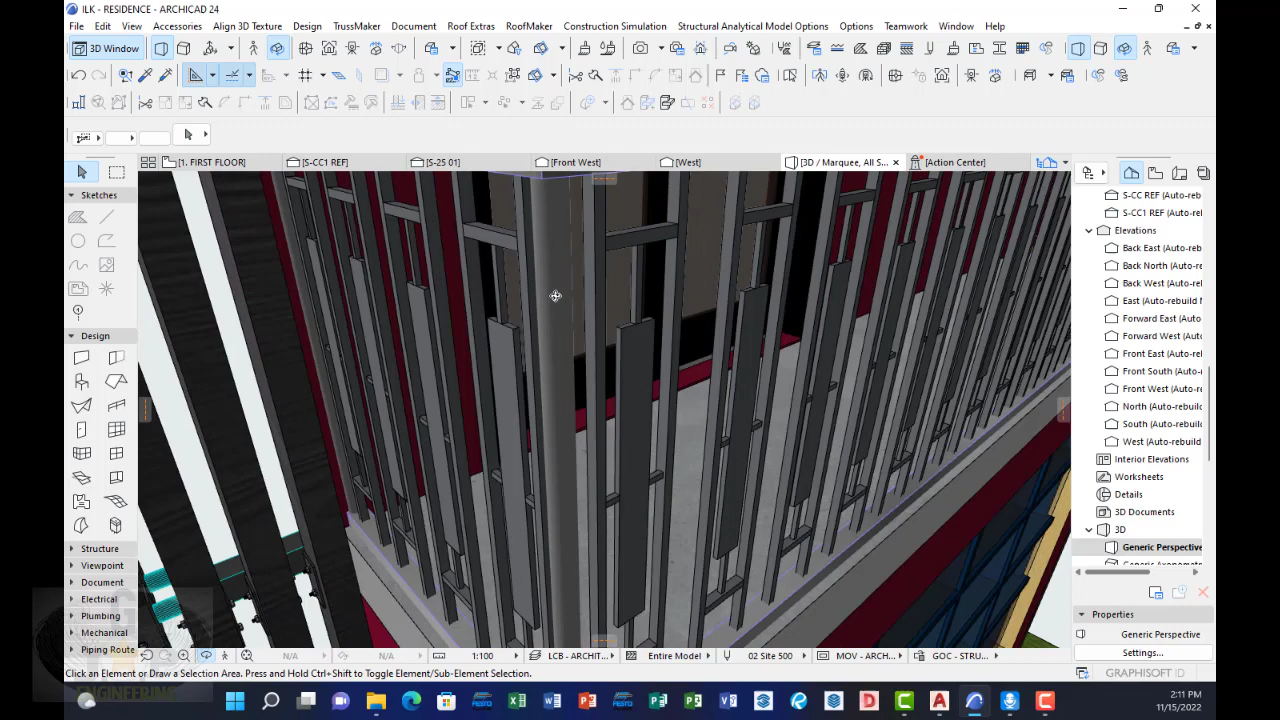 ILK - RESIDENCE - ARCHICAD 24
File Edit View Accessories Align 3D Texture Design TrussMaker Document Roof Extras RoofMaker Construction Simulation Structural Analytical Model Options Options Teamwork Window Help
3D Window
[1. FIRST FLOOR] [S-CC1 REF] [S-25 01] [Front West] [West] [3D / Marquee, All S... [Action Center]
Sketches
Design
Structure
Viewpoint
Document
Electrical
Plumbing
Mechanical
Piping Route
S-CC REF (Auto-reb
S-CC1 REF (Auto-re
Elevations
Back East (Auto-reb
Back North (Auto-
Back West (Auto-re
East (Auto-rebuild M
Forward East (Auto-
Forward West (Auto-
Front East (Auto-re
Front South (Auto-
Front West (Auto-re
North (Auto-rebuild
South (Auto-rebuild
West (Auto-rebuild
Interior Elevations
Worksheets
Details
3D Documents
3D
Generic Perspective
Properties
Generic Perspective
Settings...
N/A N/A 1:100 LCB - ARCHIT... Entire Model 02 Site 500 MOV - ARCH... GOC - STRU...
Click an Element or Draw a Selection Area. Press and Hold Ctrl+Shift to Toggle Element/Sub-Element Selection.
GRAPHISOFT ID
ENGINEERING
2:11 PM
11/15/2022